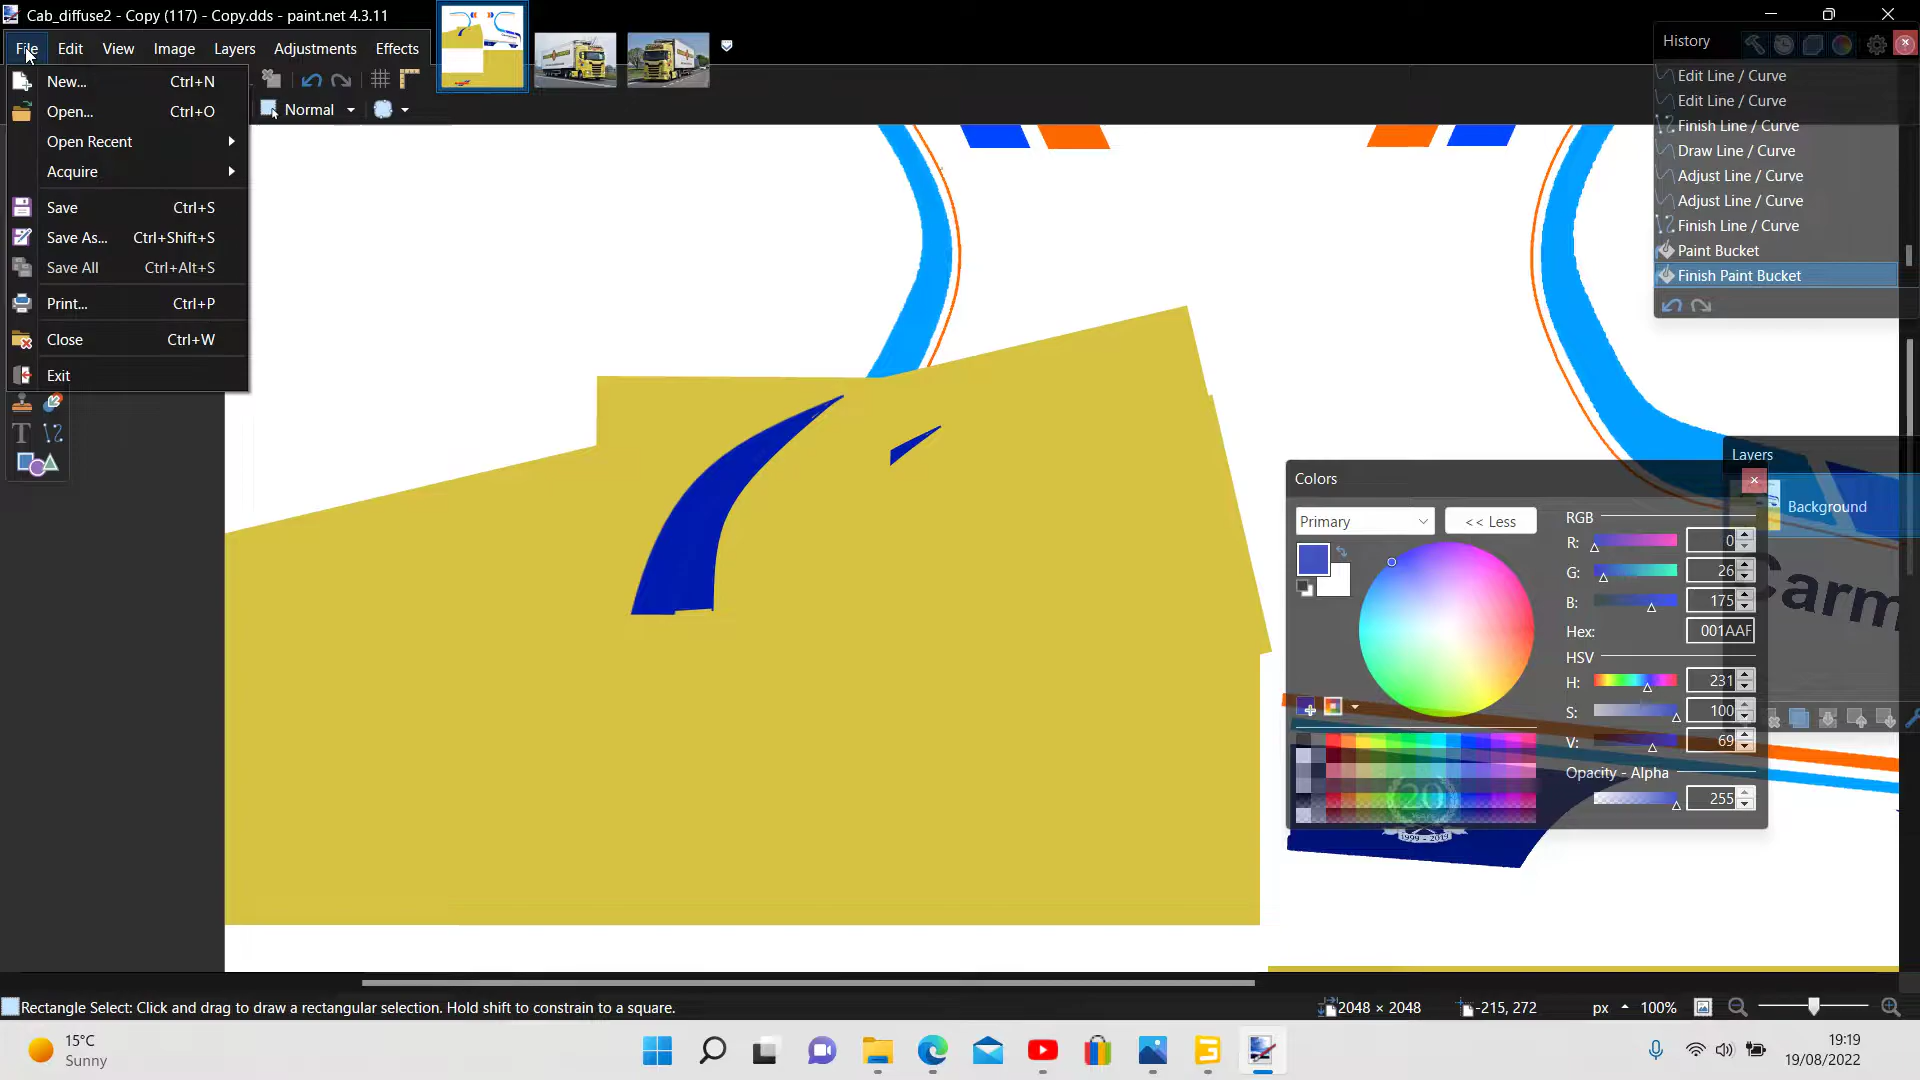 Cab_diffuse2 - Copy (117) - Copy.dds - paint.net 4.3.11
File Edit View Image Layers Adjustments Effects
New... Ctrl+N
Open... Ctrl+O
Open Recent
Acquire
Save Ctrl+S
Save As... Ctrl+Shift+S
Save All Ctrl+Alt+S
Print... Ctrl+P
Close Ctrl+W
Exit
Normal
T
History
Edit Line / Curve
Edit Line / Curve
Finish Line / Curve
Draw Line / Curve
Adjust Line / Curve
Adjust Line / Curve
Finish Line / Curve
Paint Bucket
Finish Paint Bucket
Layers
Background
Carm
Colors
Primary
<< Less
RGB
R: 0
G: 26
B: 175
Hex: 001AAF
HSV
H: 231
S: 100
V: 69
Opacity - Alpha
255
20
1999 - 2019
Rectangle Select: Click and drag to draw a rectangular selection. Hold shift to constrain to a square.
2048 × 2048
-215, 272
px
100%
15°C
Sunny
19:19
19/08/2022